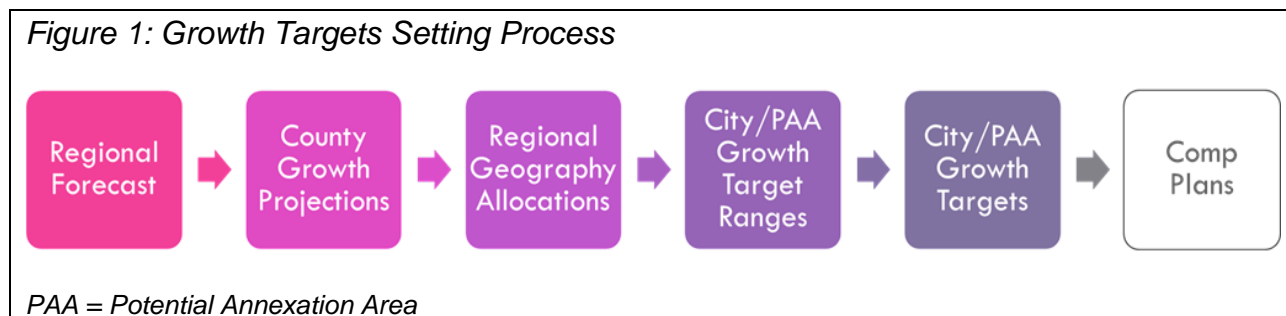 Figure 1: Growth Targets Setting Process
Regional
Forecast
County
Growth
Projections
Regional
Geography
Allocations
City/PAA
Growth
Target
Ranges
City/PAA
Growth
Targets
Comp
Plans
PAA = Potential Annexation Area